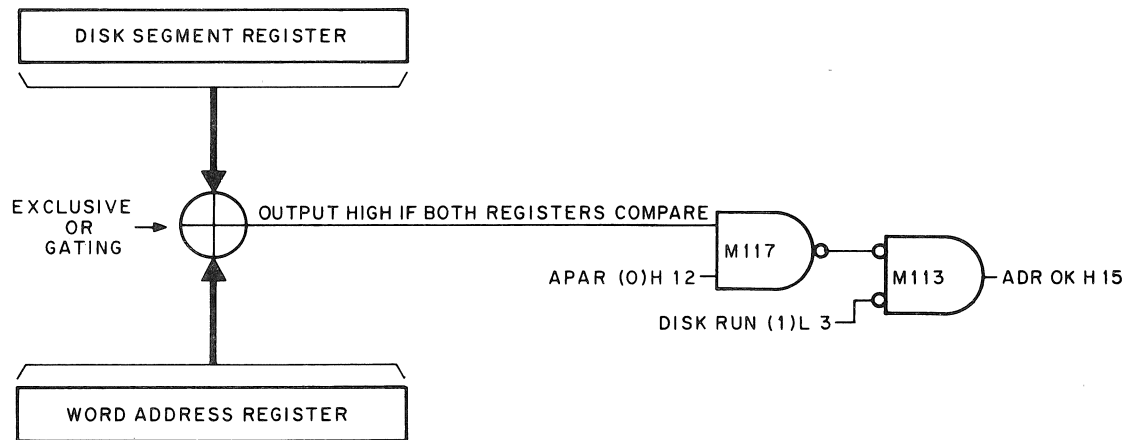 DISK SEGMENT REGISTER
EXCLUSIVE
OR
GATING
OUTPUT HIGH IF BOTH REGISTERS COMPARE
M117
APAR (0)H 12
M113
ADR OK H 15
DISK RUN (1)L 3
WORD ADDRESS REGISTER